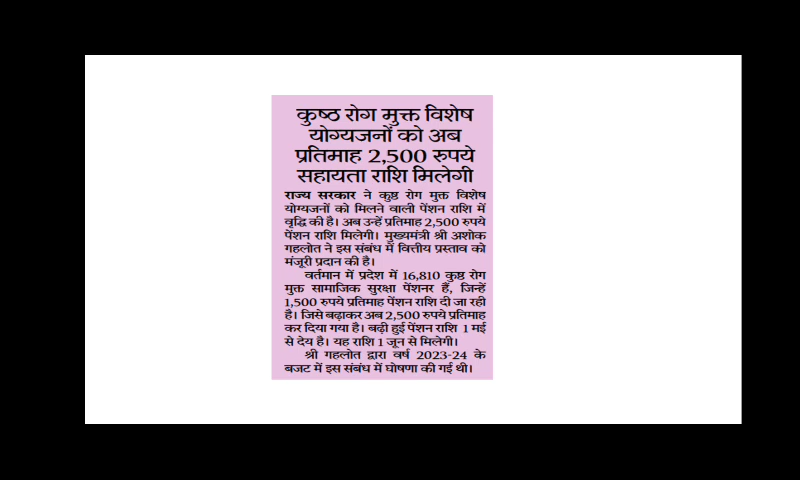 कुष्ठ रोग मुक्त विशेष
योग्यजनों को अब
प्रतिमाह 2,500 रुपये
सहायता राशि मिलेगी
राज्य सरकार ने कुष्ठ रोग मुक्त विशेष
योग्यजनों को मिलने वाली पेंशन राशि में
वृद्धि की है। अब उन्हें प्रतिमाह 2,500 रुपये
पेंशन राशि मिलेगी। मुख्यमंत्री श्री अशोक
गहलोत ने इस संबंध में वित्तीय प्रस्ताव को
मंजूरी प्रदान की है।
वर्तमान में प्रदेश में 16,810 कुष्ठ रोग
मुक्त सामाजिक सुरक्षा पेंशनर हैं, जिन्हें
1,500 रुपये प्रतिमाह पेंशन राशि दी जा रही
है। जिसे बढ़ाकर अब 2,500 रुपये प्रतिमाह
कर दिया गया है। बढ़ी हुई पेंशन राशि 1 मई
से देय है। यह राशि 1 जून से मिलेगी।
श्री गहलोत द्वारा वर्ष 2023-24 के
बजट में इस संबंध में घोषणा की गई थी।